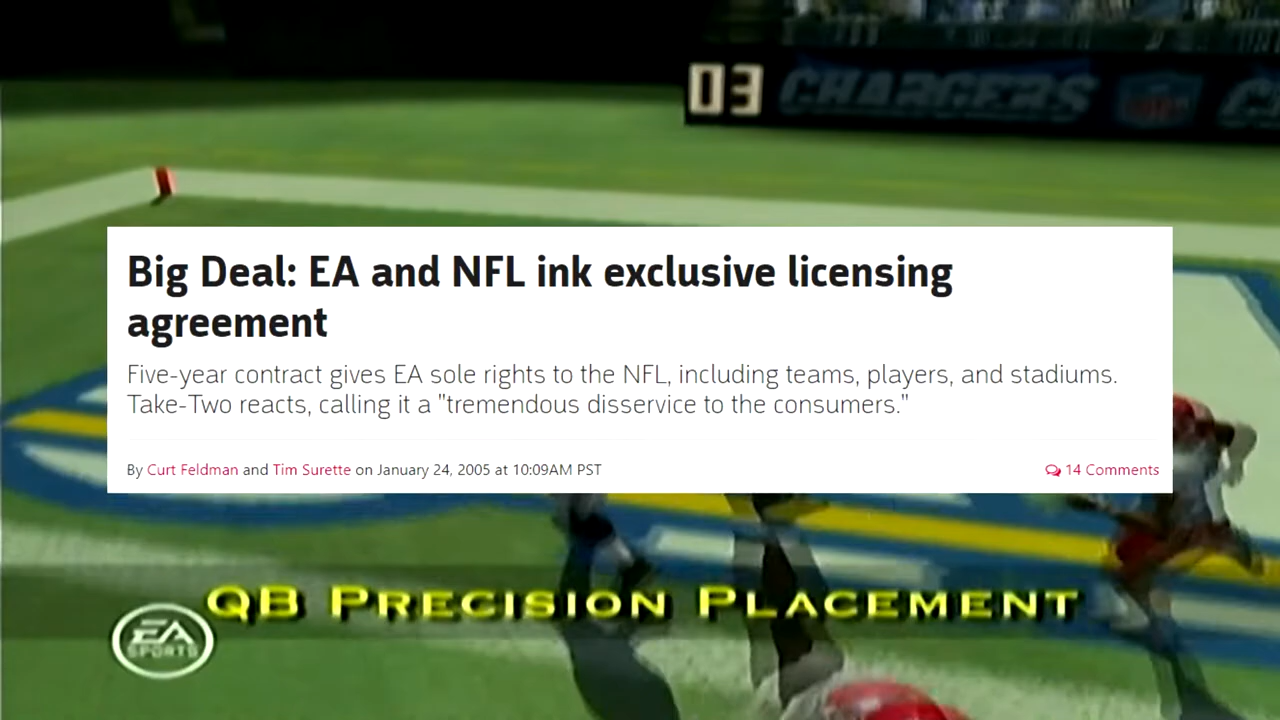 03 CHARGERS NFL
Big Deal: EA and NFL ink exclusive licensing
agreement
Five-year contract gives EA sole rights to the NFL, including teams, players, and stadiums.
Take-Two reacts, calling it a "tremendous disservice to the consumers."
By Curt Feldman and Tim Surette on January 24, 2005 at 10:09AM PST
14 Comments
QB PRECISION PLACEMENT
EA
SPORTS